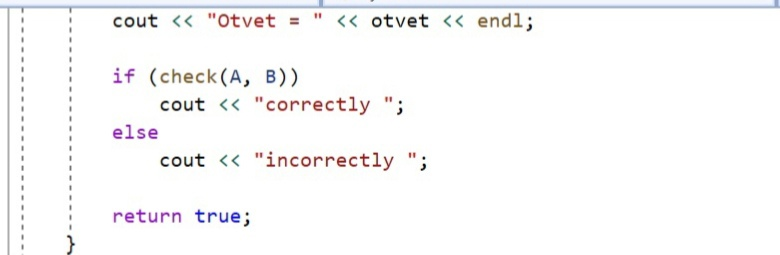 cout << "Otvet = " << otvet << endl;
if (check(A, B))
cout << "correctly ";
else
cout << "incorrectly ";
return true;
}